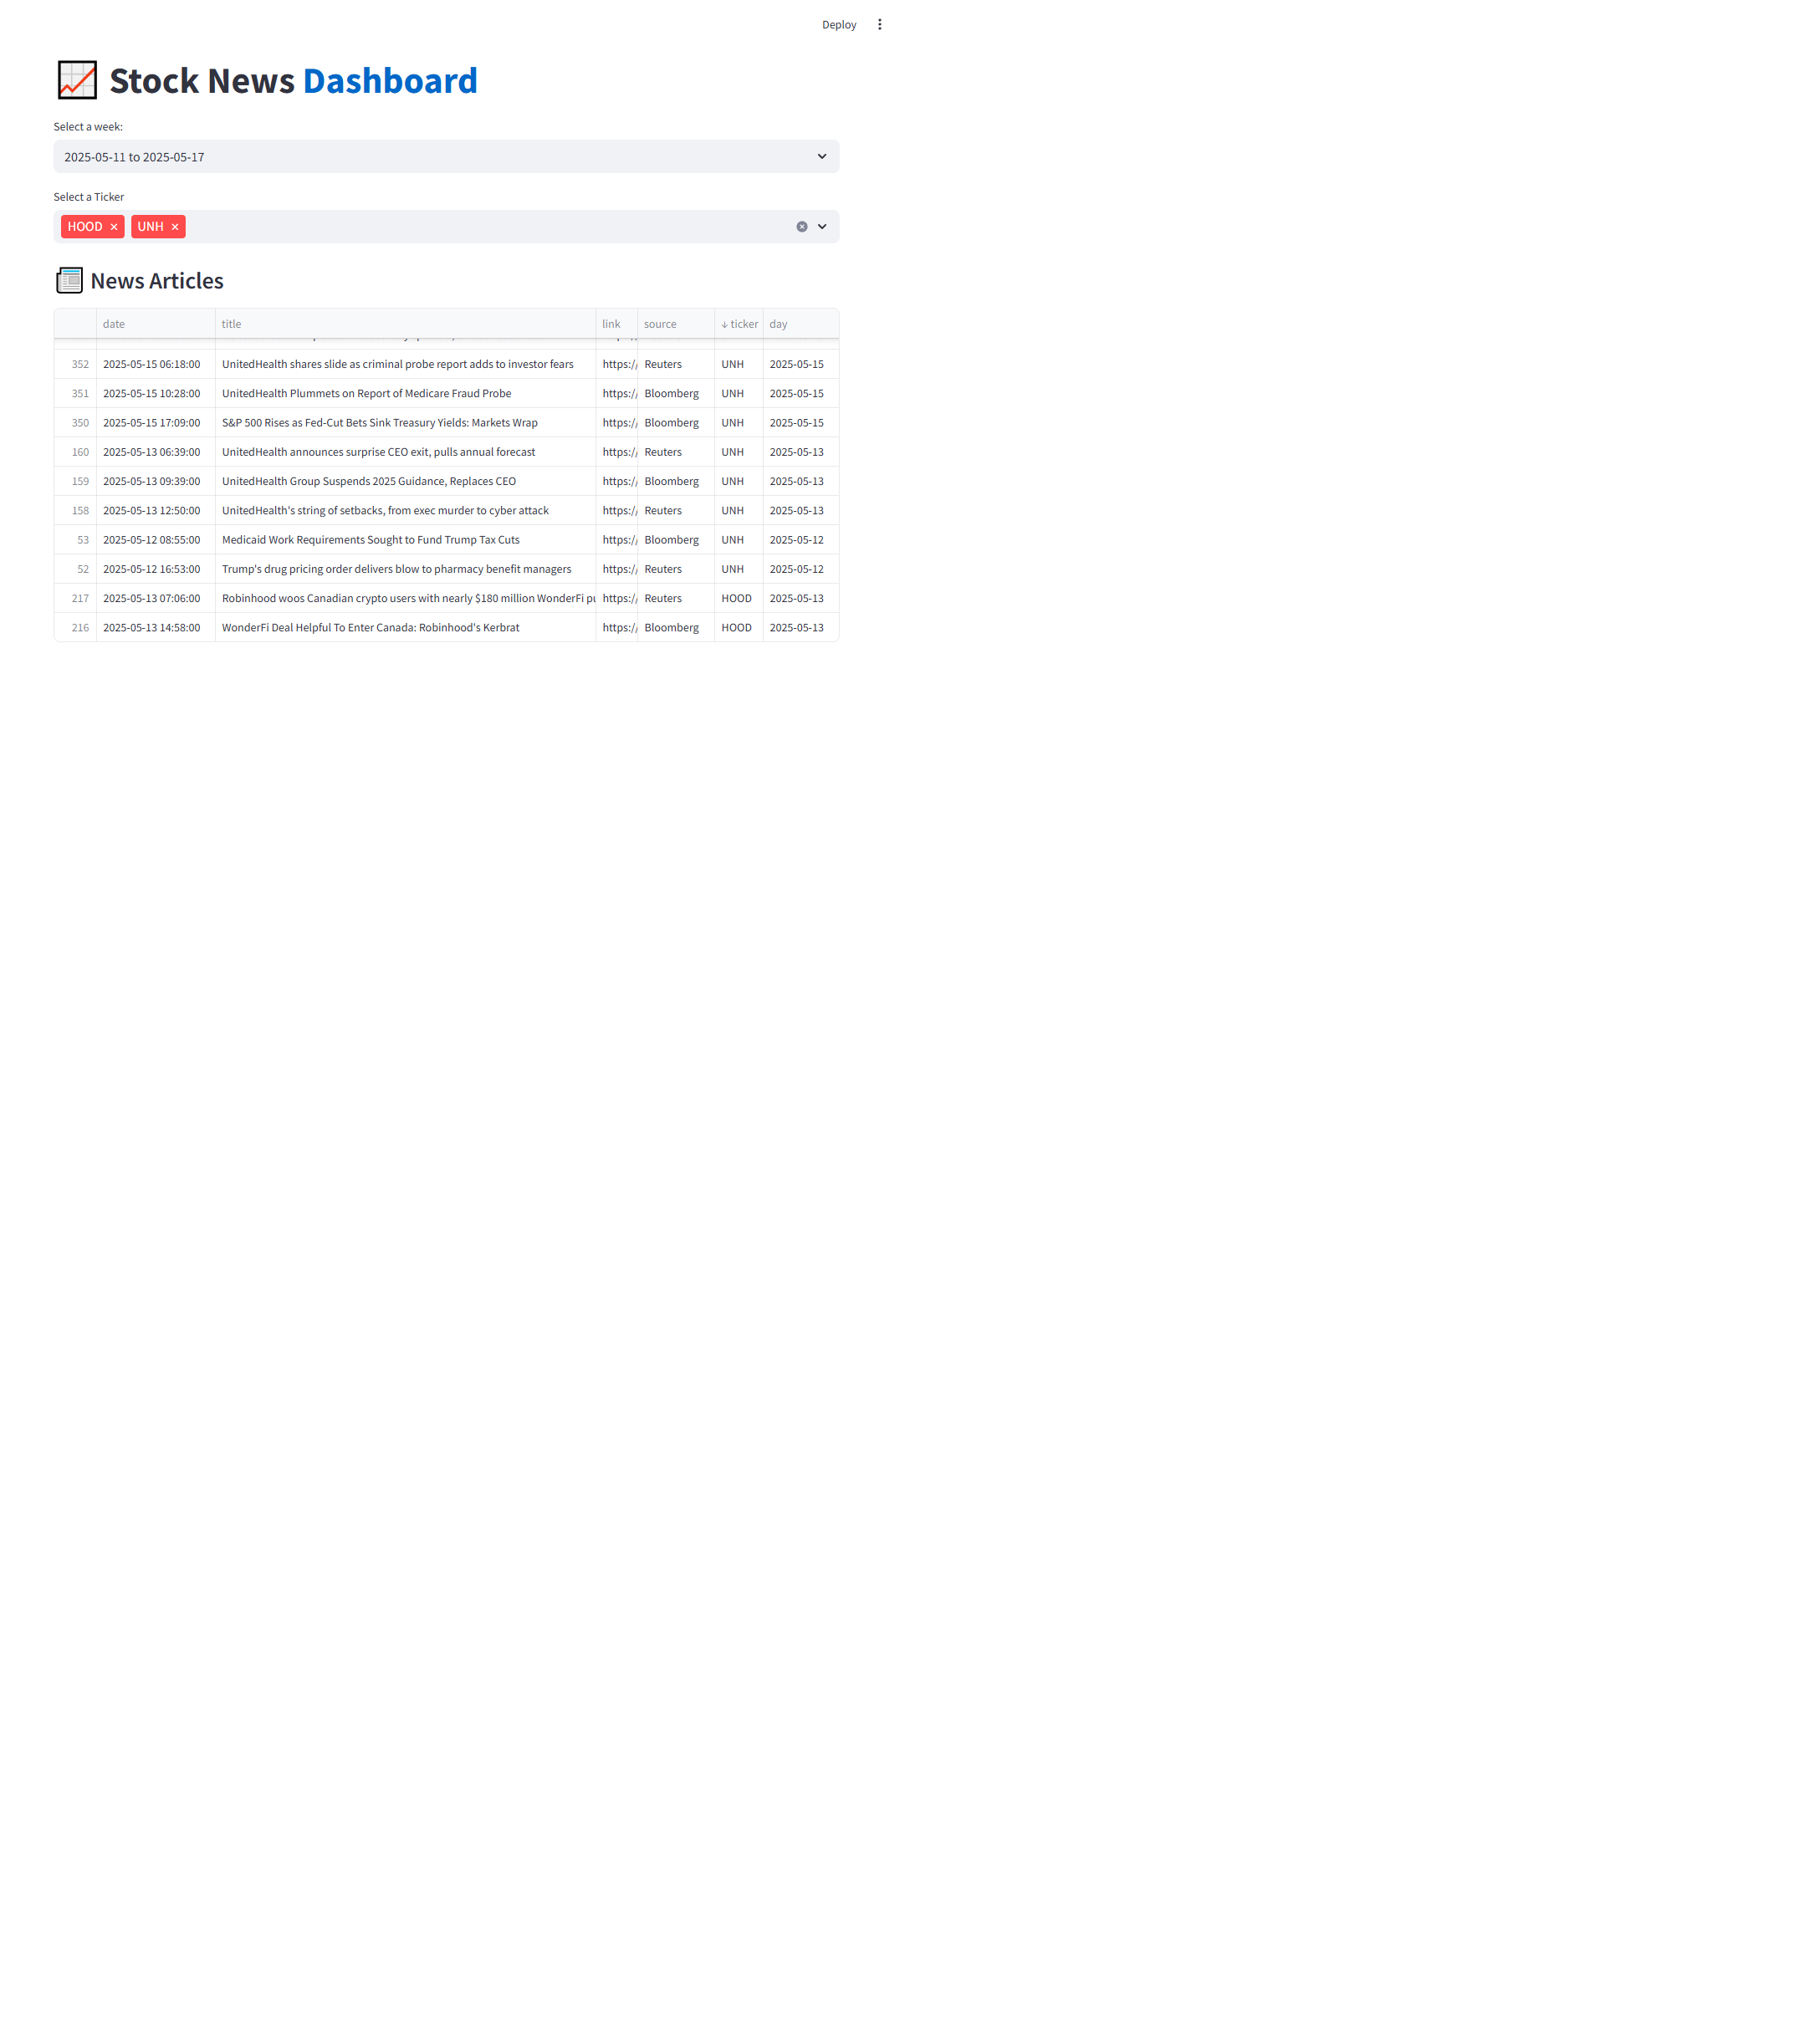 Deploy
Stock News Dashboard
Select a week:
2025-05-11 to 2025-05-17
Select a Ticker
HOOD UNH
News Articles
date title link source ↓ ticker day
352 2025-05-15 06:18:00 UnitedHealth shares slide as criminal probe report adds to investor fears https:// Reuters UNH 2025-05-15
351 2025-05-15 10:28:00 UnitedHealth Plummets on Report of Medicare Fraud Probe https:// Bloomberg UNH 2025-05-15
350 2025-05-15 17:09:00 S&P 500 Rises as Fed-Cut Bets Sink Treasury Yields: Markets Wrap https:// Bloomberg UNH 2025-05-15
160 2025-05-13 06:39:00 UnitedHealth announces surprise CEO exit, pulls annual forecast https:// Reuters UNH 2025-05-13
159 2025-05-13 09:39:00 UnitedHealth Group Suspends 2025 Guidance, Replaces CEO https:// Bloomberg UNH 2025-05-13
158 2025-05-13 12:50:00 UnitedHealth's string of setbacks, from exec murder to cyber attack https:// Reuters UNH 2025-05-13
53 2025-05-12 08:55:00 Medicaid Work Requirements Sought to Fund Trump Tax Cuts https:// Bloomberg UNH 2025-05-12
52 2025-05-12 16:53:00 Trump's drug pricing order delivers blow to pharmacy benefit managers https:// Reuters UNH 2025-05-12
217 2025-05-13 07:06:00 Robinhood woos Canadian crypto users with nearly $180 million WonderFi https:// Reuters HOOD 2025-05-13
216 2025-05-13 14:58:00 WonderFi Deal Helpful To Enter Canada: Robinhood's Kerbrat https:// Bloomberg HOOD 2025-05-13